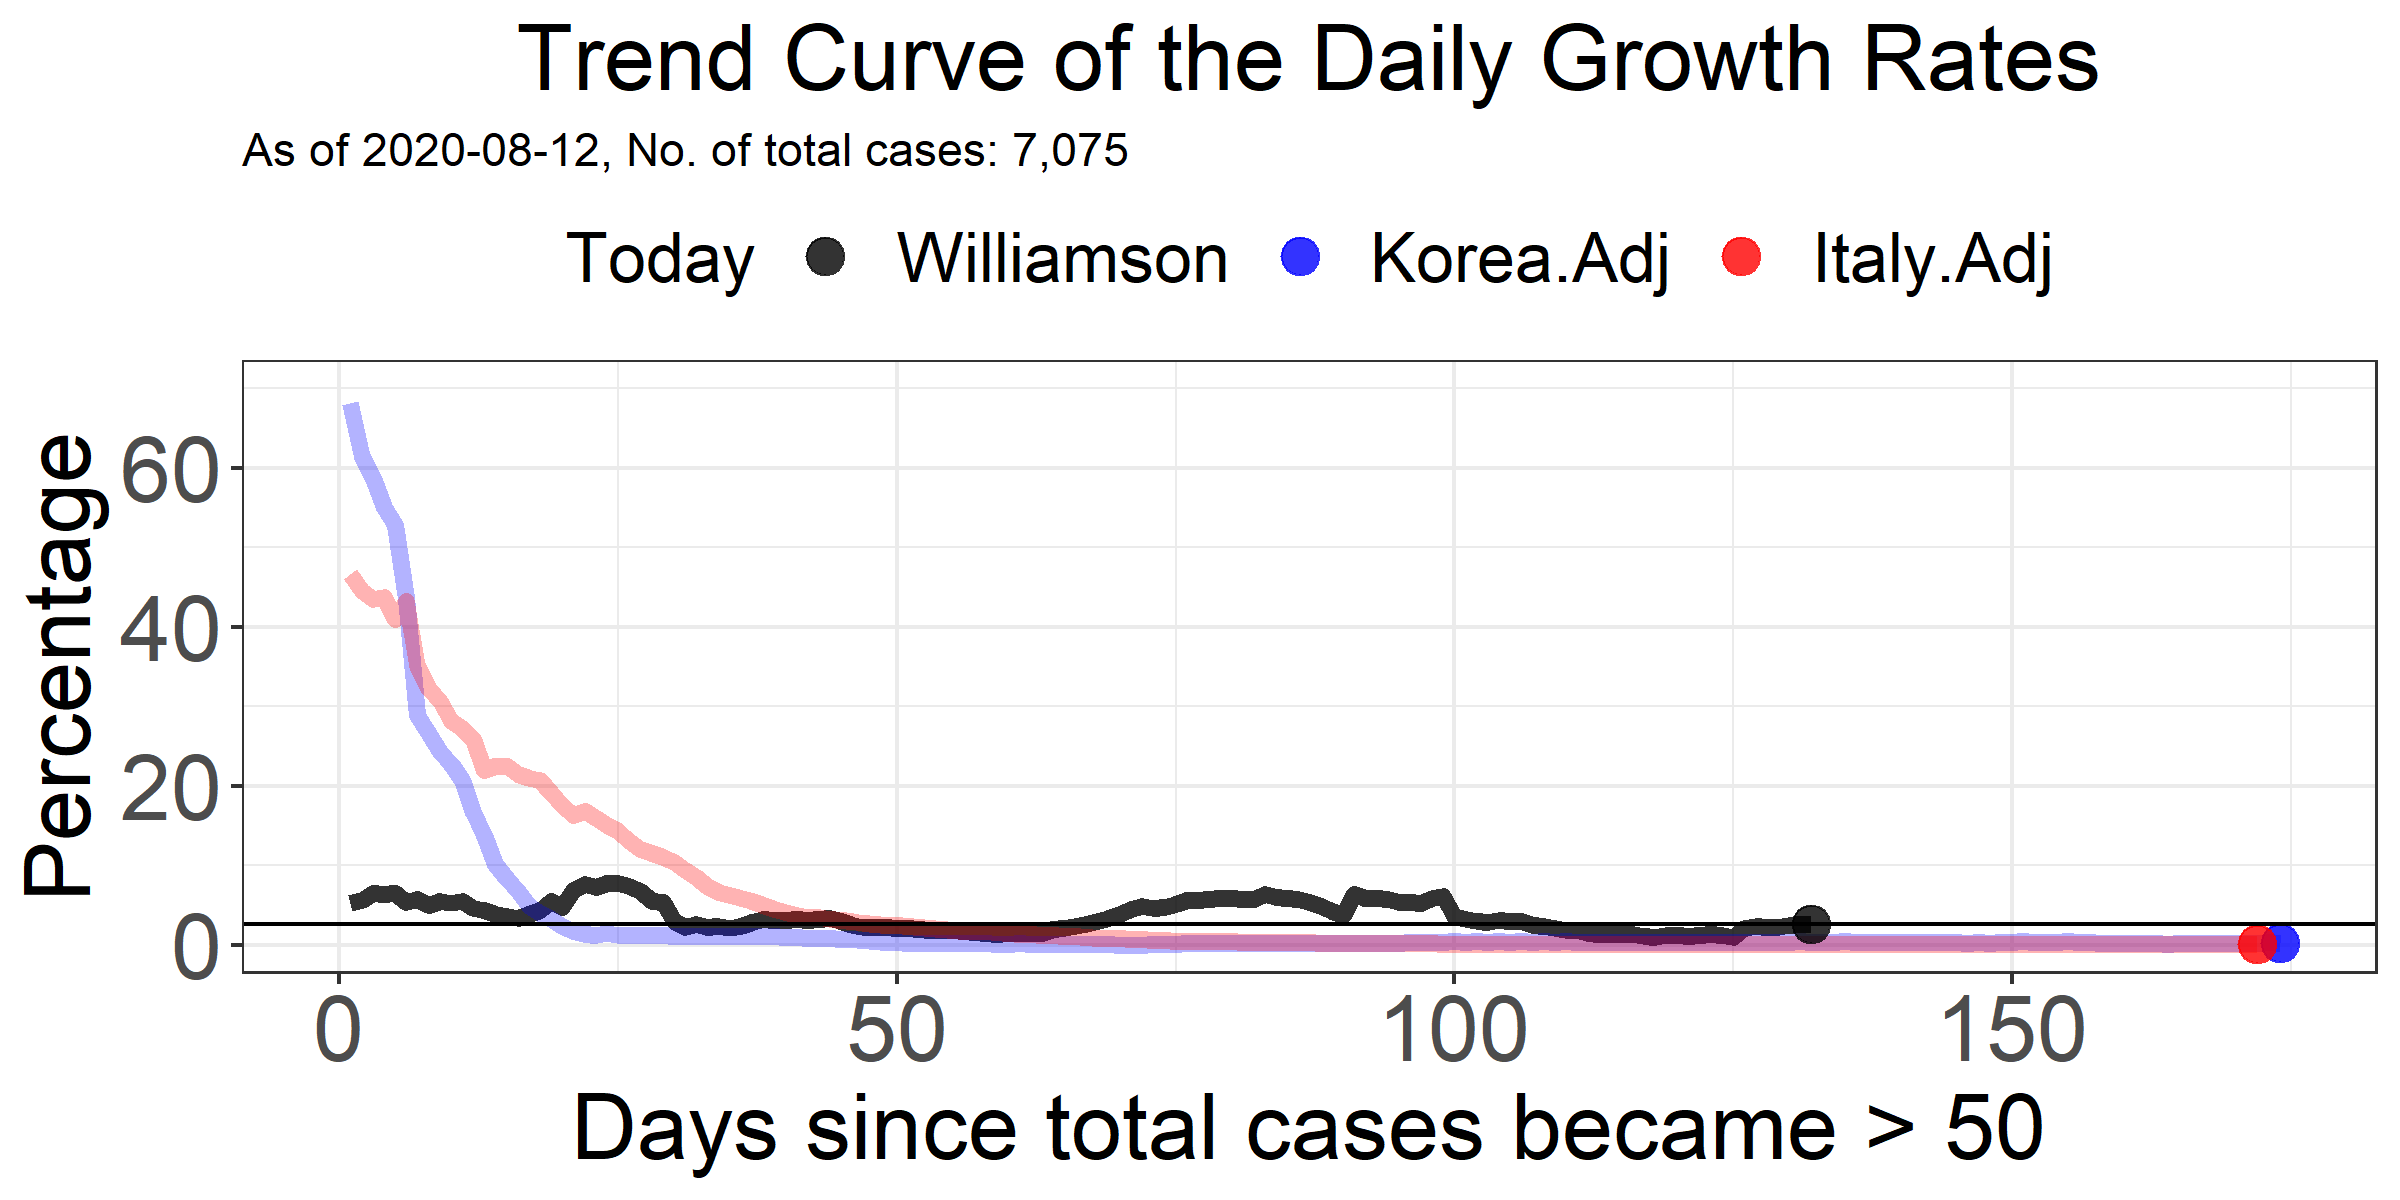 Trend Curve of the Daily Growth Rates
As of 2020-08-12, No. of total cases: 7,075
Today Williamson Korea.Adj Italy.Adj
Percentage
60
40
20
0
0 50 100 150
Days since total cases became > 50